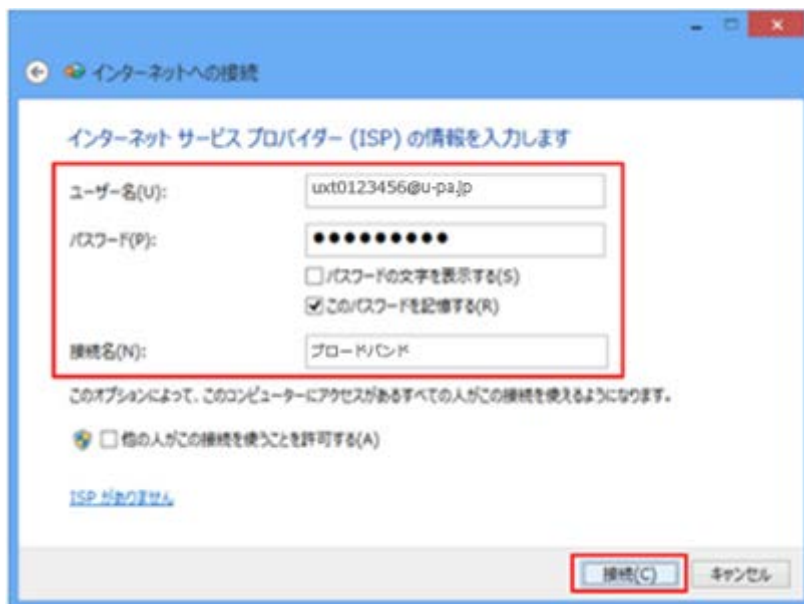 インターネットへの接続
インターネット サービス プロバイダー (ISP) の情報を入力します
ユーザー名(U):
uxt0123456@u-pa.jp
パスワード(P):
●●●●●●●●●
パスワードの文字を表示する(S)
このパスワードを記憶する(R)
接続名(N):
ブロードバンド
このオプションによって、このコンピューターにアクセスがあるすべての人がこの接続を使えるようになります。
他の人がこの接続を使うことを許可する(A)
ISP がありません
接続(C)
キャンセル